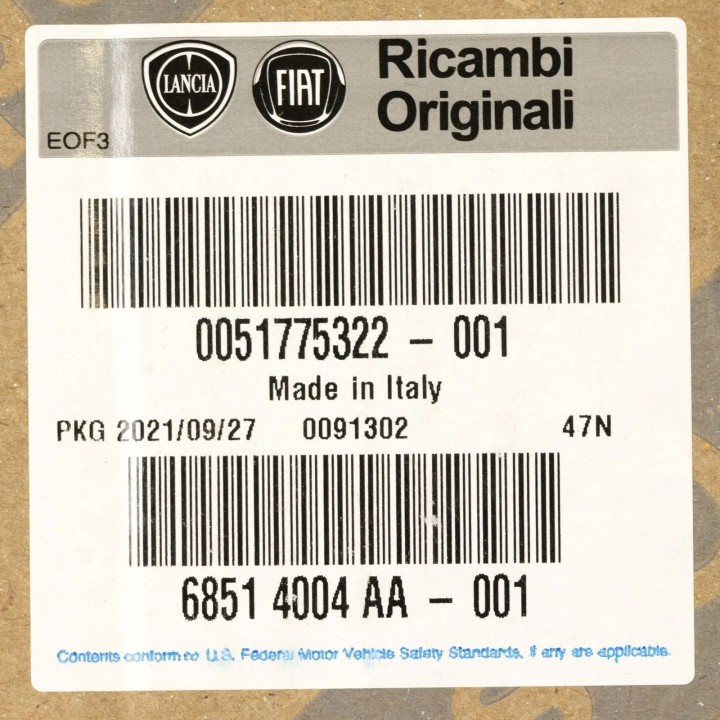 LANCIA FIAT Ricambi
Originali
EOF3
0051775322 - 001
Made in Italy
PKG 2021/09/27 0091302 47N
6851 4004 AA - 001
Contents conform to U.S. Federal Motor Vehicle Safety Standards, if any are applicable.